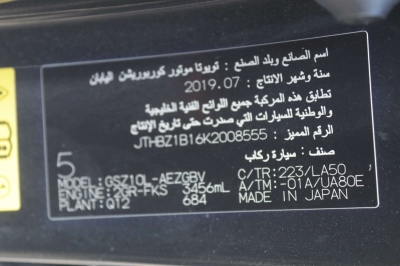 اسم الصانع وبلد الصنع : تويوتا موتور كوربوريشن اليابان
سنة وشهر الانتاج : 2019.07
تطابق هذه المركبة جميع اللوائح الفنية الخليجية
والوطنية للسيارات التي صدرت حتى تاريخ الإنتاج
الرقم المميز : JTHBZ1B16K2008555
صنف : سيارة ركاب
5
MODEL:GSZ10L-AEZGBV C/TR:223/LA50
ENGINE:2GR-FKS 3456mL A/TM:-01A/UA80E
PLANT:Q12 684 MADE IN JAPAN